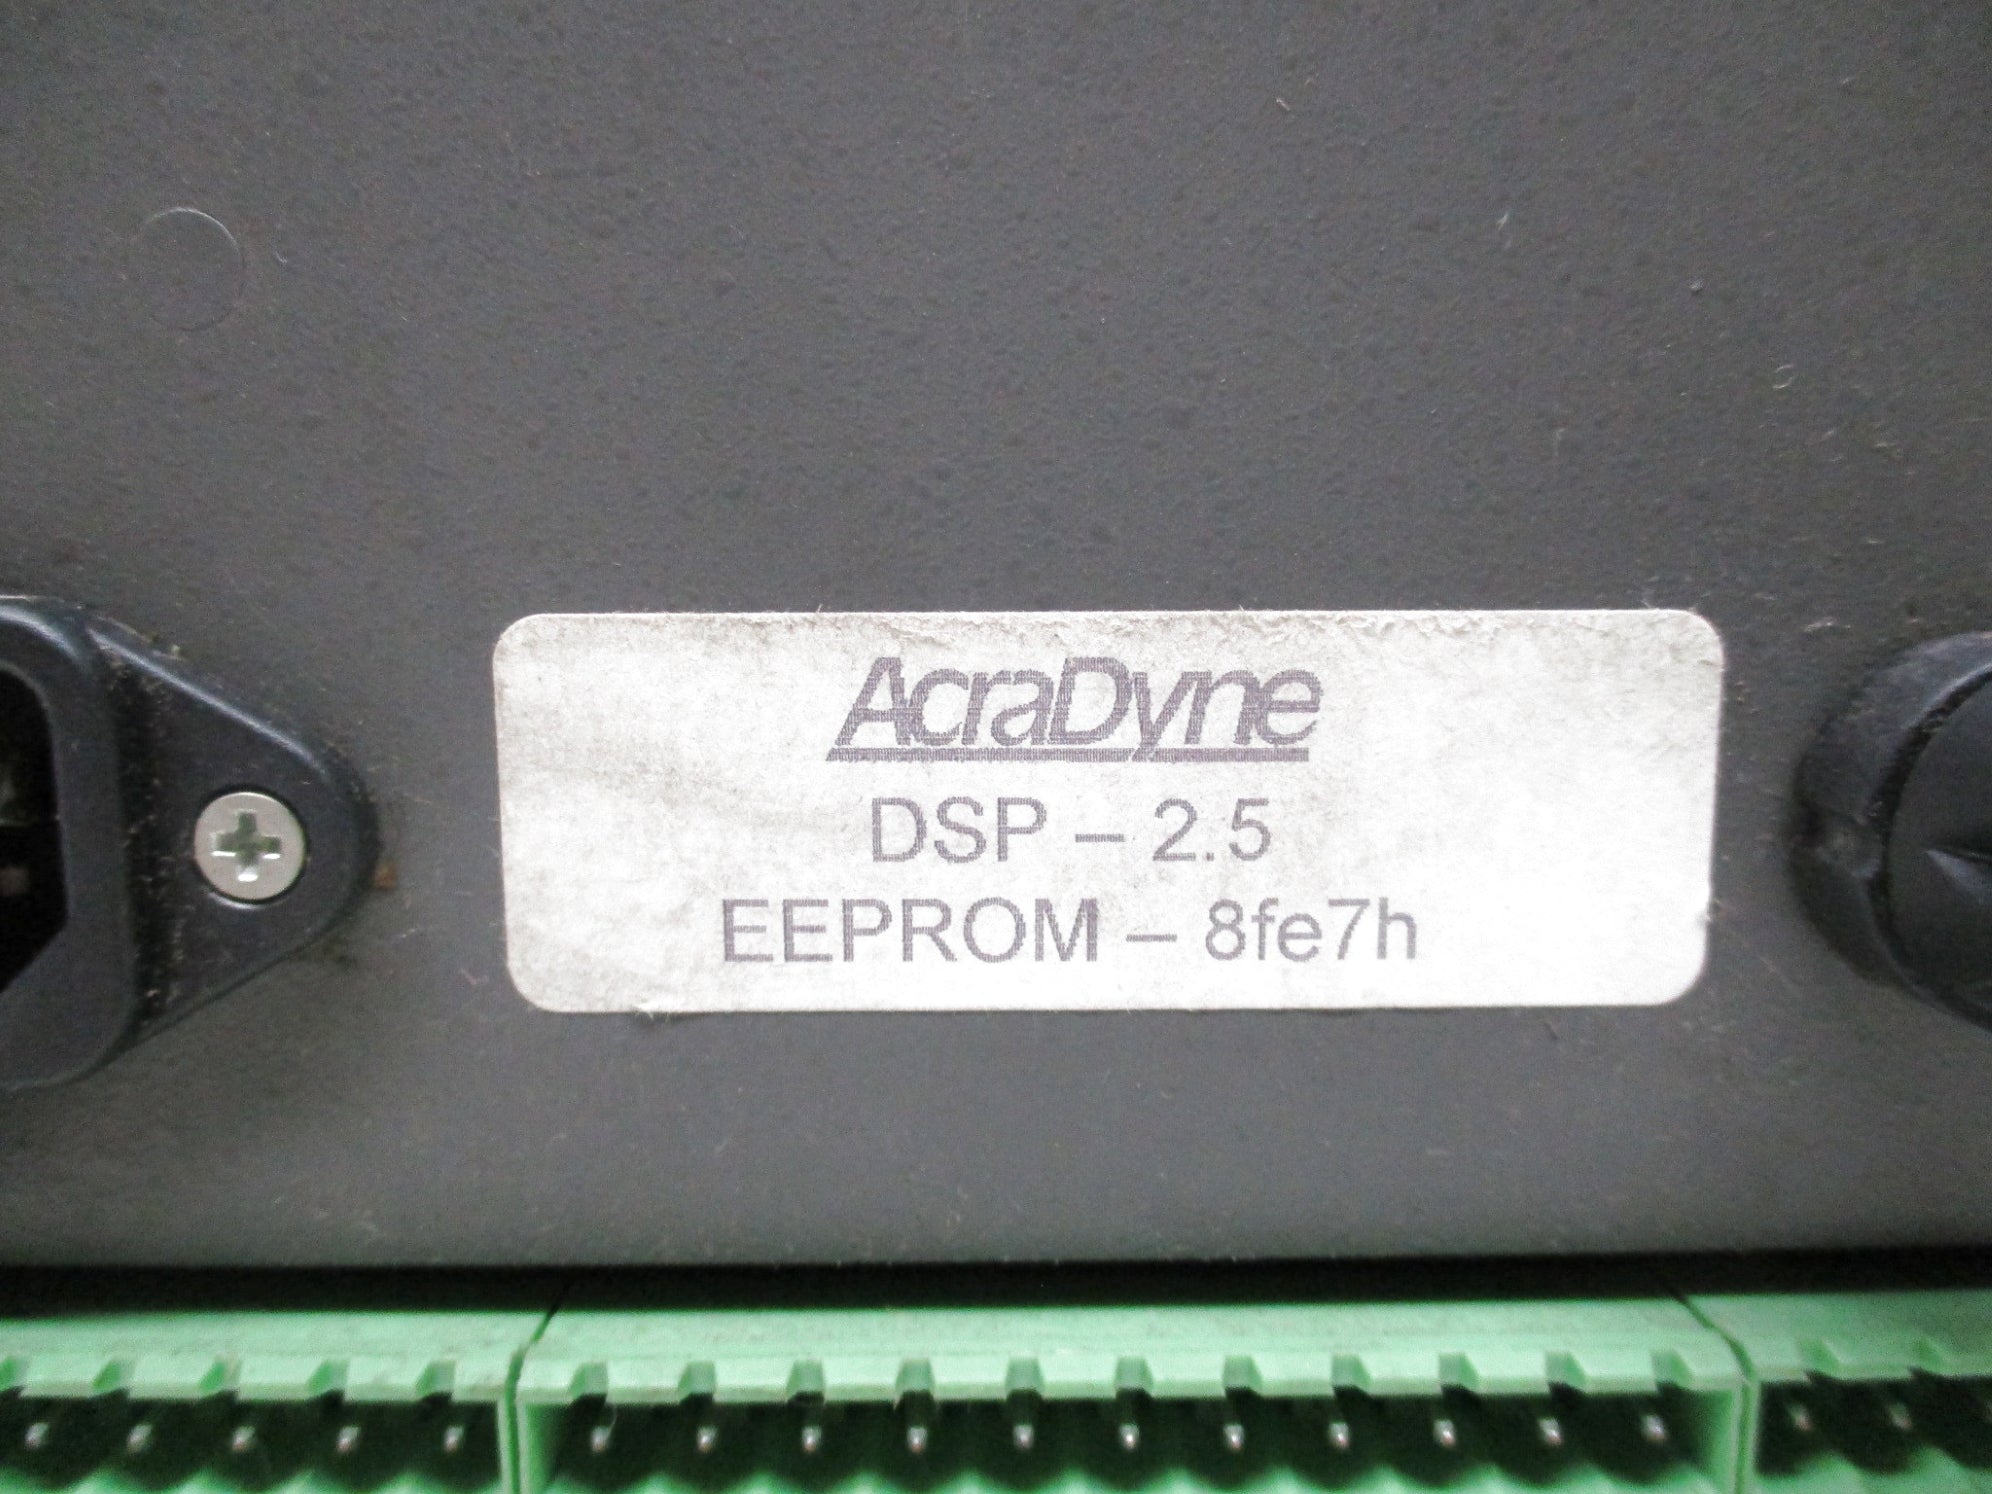 AcraDyne
DSP – 2.5
EEPROM – 8fe7h